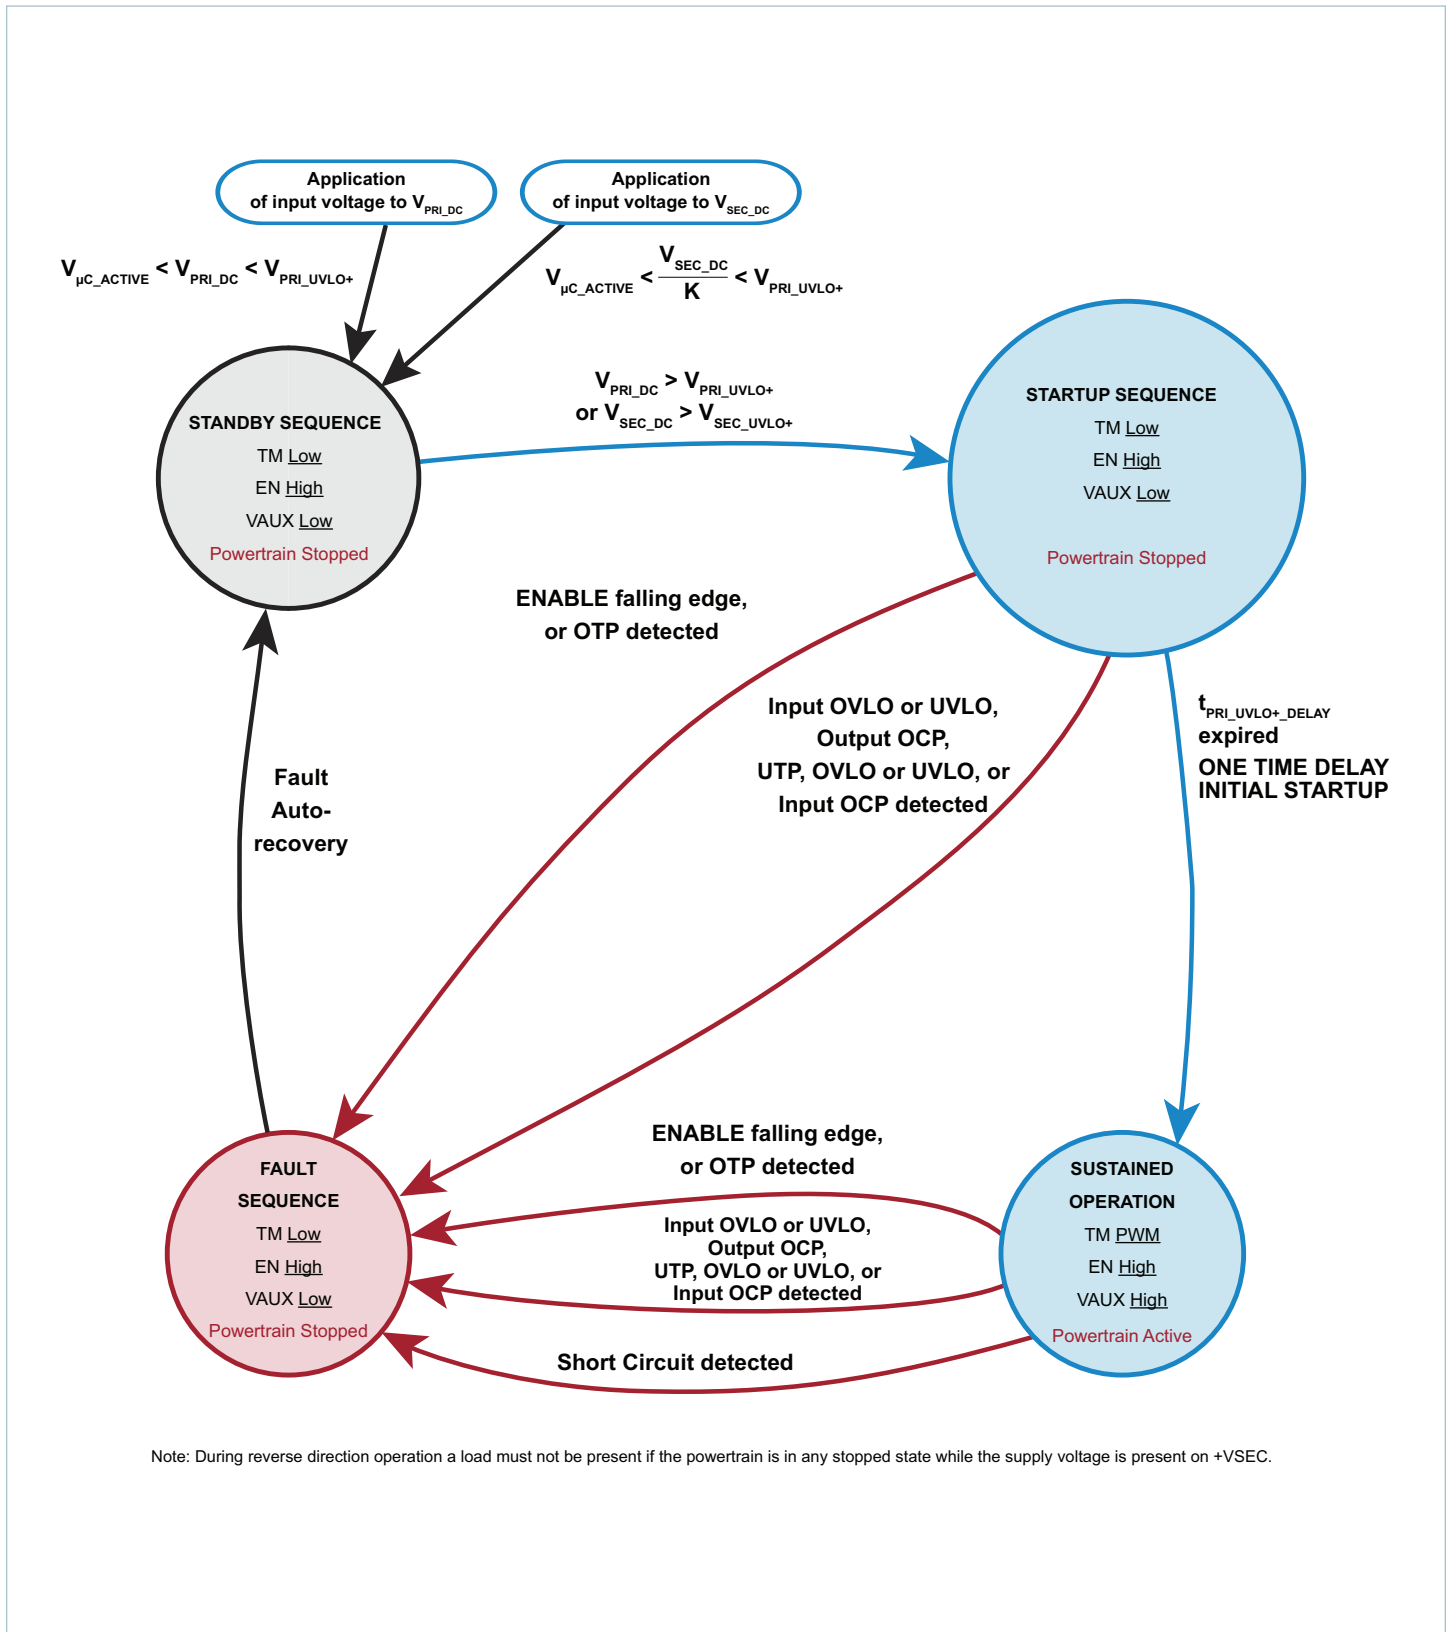 Application
of input voltage to V_PRI_DC
Application
of input voltage to V_SEC_DC
V_µC_ACTIVE < V_PRI_DC < V_PRI_UVLO+
V_µC_ACTIVE < V_SEC_DC / K < V_PRI_UVLO+
V_PRI_DC > V_PRI_UVLO+
or V_SEC_DC > V_SEC_UVLO+
STANDBY SEQUENCE
TM Low
EN High
VAUX Low
Powertrain Stopped
STARTUP SEQUENCE
TM Low
EN High
VAUX Low
Powertrain Stopped
ENABLE falling edge,
or OTP detected
Input OVLO or UVLO,
Output OCP,
UTP, OVLO or UVLO, or
Input OCP detected
t_PRI_UVLO+_DELAY
expired
ONE TIME DELAY
INITIAL STARTUP
Fault
Auto-
recovery
ENABLE falling edge,
or OTP detected
Input OVLO or UVLO,
Output OCP,
UTP, OVLO or UVLO, or
Input OCP detected
Short Circuit detected
FAULT
SEQUENCE
TM Low
EN High
VAUX Low
Powertrain Stopped
SUSTAINED
OPERATION
TM PWM
EN High
VAUX High
Powertrain Active
Note: During reverse direction operation a load must not be present if the powertrain is in any stopped state while the supply voltage is present on +VSEC.